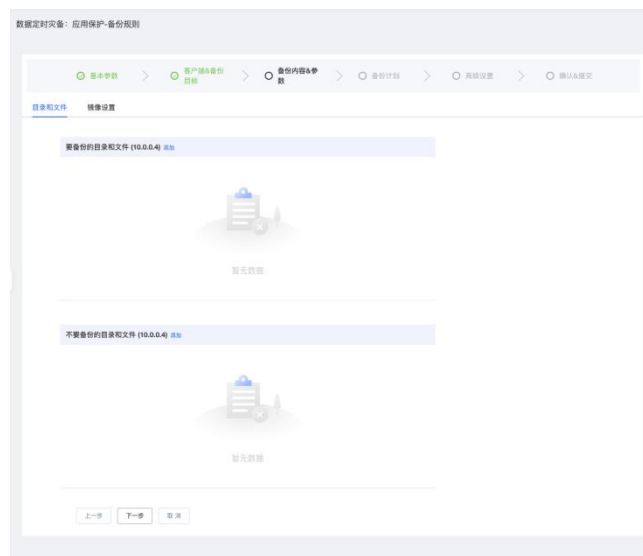 数据定时灾备：应用保护-备份规则
基本参数
客户端&备份
目标
备份内容&参
数
备份计划
高级设置
确认&提交
目录和文件 镜像设置
要备份的目录和文件 (10.0.0.4) 添加
暂无数据
不要备份的目录和文件 (10.0.0.4) 添加
暂无数据
上一步 下一步 取消